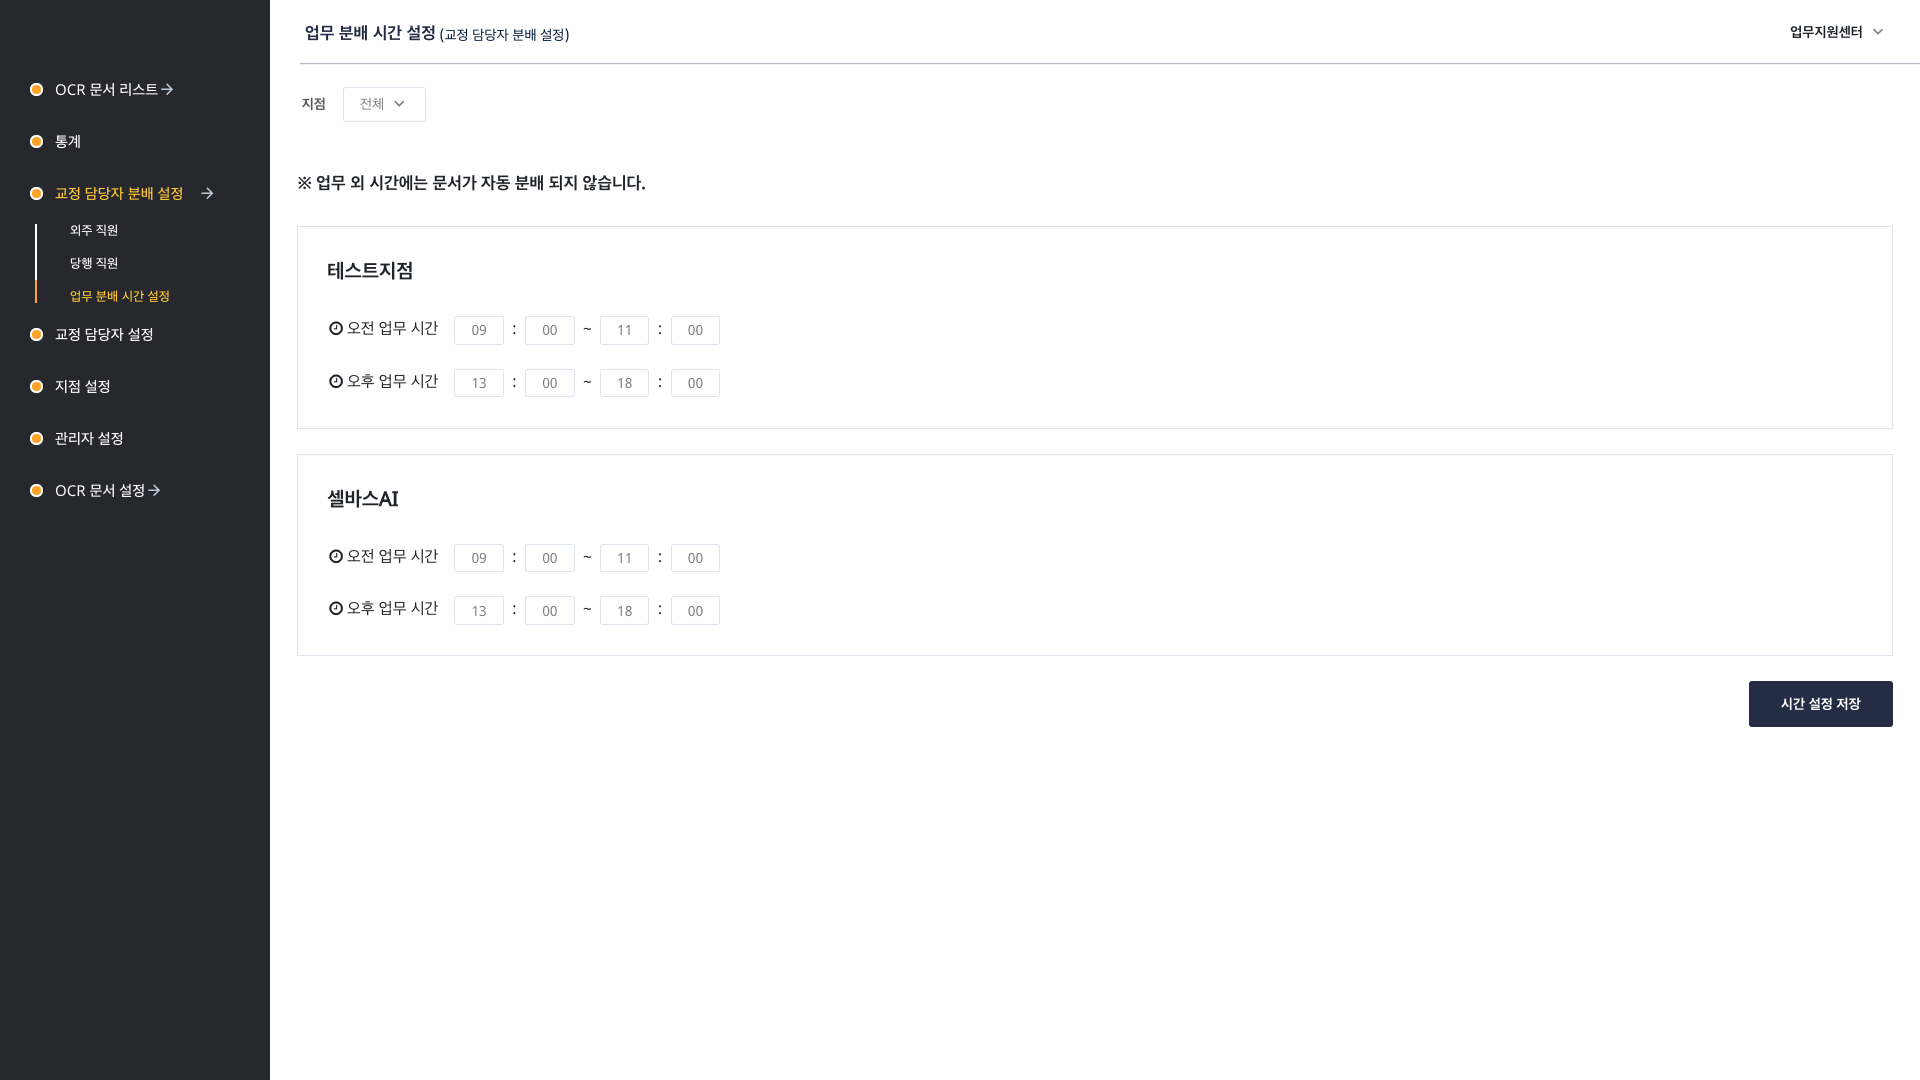 OCR 문서 리스트
통계
교정 담당자 분배 설정
외주 직원
당행 직원
업무 분배 시간 설정
교정 담당자 설정
지점 설정
관리자 설정
OCR 문서 설정
업무 분배 시간 설정 (교정 담당자 분배 설정)
업무지원센터
지점 전체
※ 업무 외 시간에는 문서가 자동 분배 되지 않습니다.
테스트지점
오전 업무 시간 09 : 00 ~ 11 : 00
오후 업무 시간 13 : 00 ~ 18 : 00
셀바스AI
오전 업무 시간 09 : 00 ~ 11 : 00
오후 업무 시간 13 : 00 ~ 18 : 00
시간 설정 저장